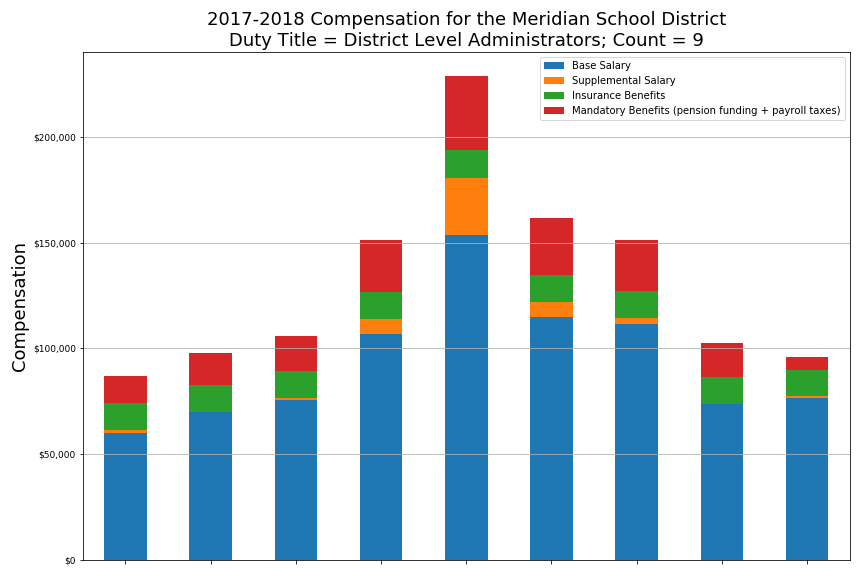 2017-2018 Compensation for the Meridian School District
Duty Title = District Level Administrators; Count = 9
Base Salary
Supplemental Salary
Insurance Benefits
Mandatory Benefits (pension funding + payroll taxes)
$200,000
$150,000
$100,000
$50,000
$0
Compensation